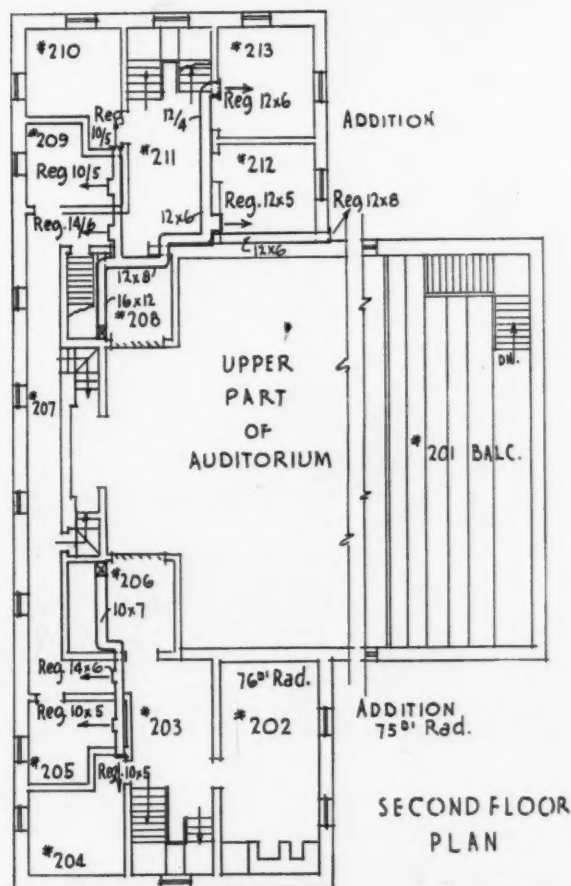 #210
#213
Reg.
10/5
12/4
Reg 12x6
ADDITION
#209
#211
#212
Reg 10/5
Reg. 12x5
Reg. 14/6
12x6
Reg 12x8
12x6
12x8
16x12
#208
UPPER
PART
OF
AUDITORIUM
DN.
#207
#201 BALC.
#206
10x7
Reg. 14x6
76□' Rad.
ADDITION
75□' Rad.
Reg. 10x5
#203
#202
#205
Reg. 10x5
SECOND FLOOR
PLAN
#204